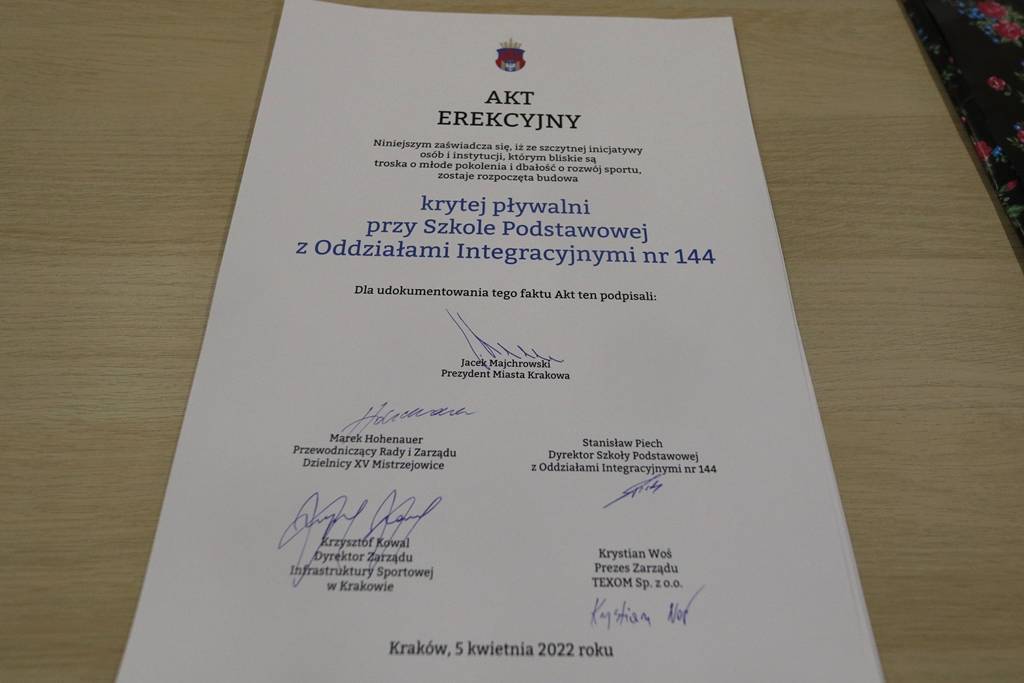 AKT
EREKCYJNY
Niniejszym zaświadcza się, iż ze szczytnej inicjatywy
osób i instytucji, którym bliskie są
troska o młode pokolenia i dbałość o rozwój sportu,
zostaje rozpoczęta budowa
krytej pływalni
przy Szkole Podstawowej
z Oddziałami Integracyjnymi nr 144
Dla udokumentowania tego faktu Akt ten podpisali:
Jacek Majchrowski
Prezydent Miasta Krakowa
Hohenauer
Marek Hohenauer
Przewodniczący Rady i Zarządu
Dzielnicy XV Mistrzejowice
Stanisław Piech
Dyrektor Szkoły Podstawowej
z Oddziałami Integracyjnymi nr 144
Krzysztof Kowal
Dyrektor Zarządu
Infrastruktury Sportowej
w Krakowie
Krystian Woś
Prezes Zarządu
TEXOM Sp. z o.o.
Krystian Woś
Kraków, 5 kwietnia 2022 roku